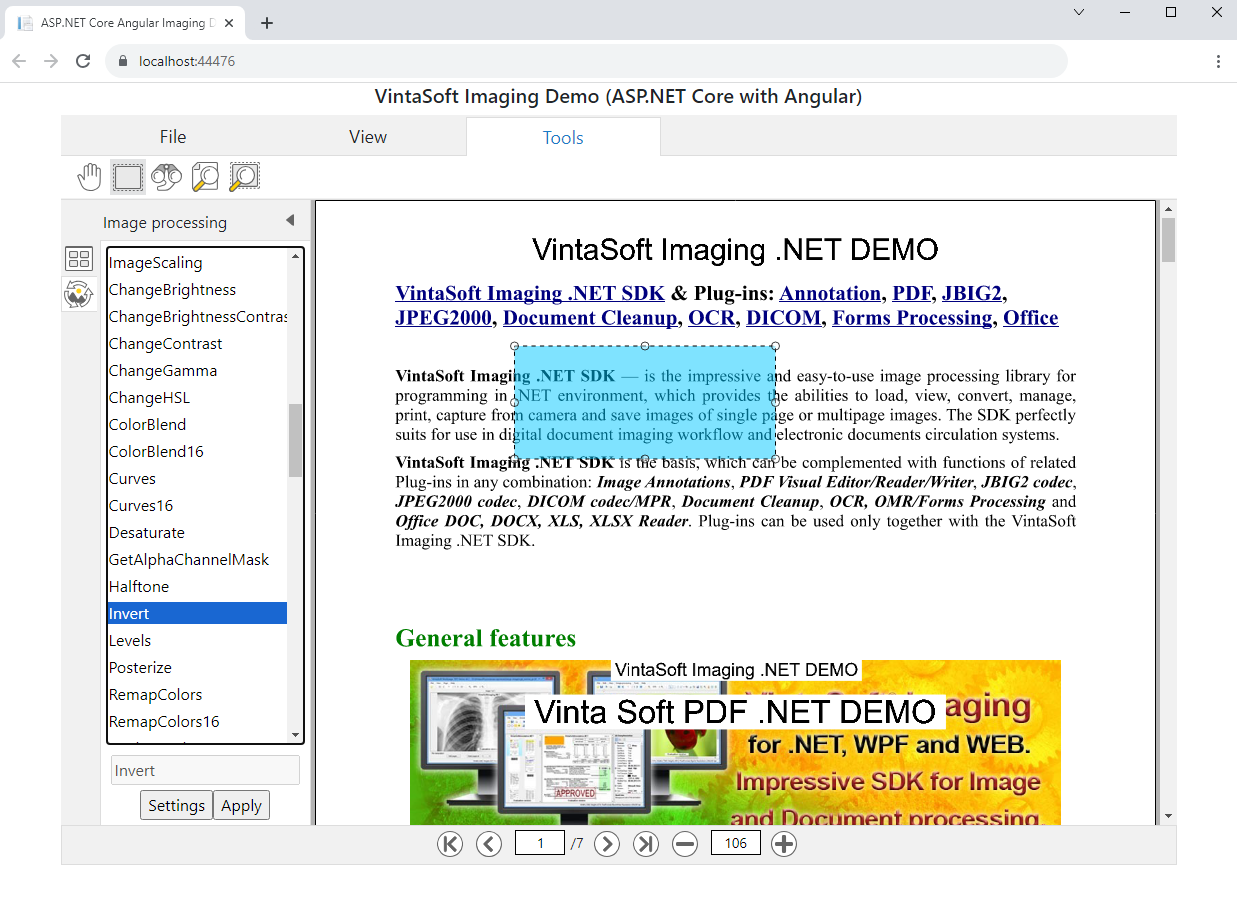 ASP.NET Core Angular Imaging D
localhost:44476
VintaSoft Imaging Demo (ASP.NET Core with Angular)
File View Tools
Image processing
ImageScaling
ChangeBrightness
ChangeBrightnessContras
ChangeContrast
ChangeGamma
ChangeHSL
ColorBlend
ColorBlend16
Curves
Curves16
Desaturate
GetAlphaChannelMask
Halftone
Invert
Levels
Posterize
RemapColors
RemapColors16
Invert
Settings Apply
VintaSoft Imaging .NET DEMO
VintaSoft Imaging .NET SDK & Plug-ins: Annotation, PDF, JBIG2,
JPEG2000, Document Cleanup, OCR, DICOM, Forms Processing, Office
VintaSoft Imaging .NET SDK — is the impressive and easy-to-use image processing library for
programming in .NET environment, which provides the abilities to load, view, convert, manage,
print, capture from camera and save images of single page or multipage images. The SDK perfectly
suits for use in digital document imaging workflow and electronic documents circulation systems.
VintaSoft Imaging .NET SDK is the basis, which can be complemented with functions of related
Plug-ins in any combination: Image Annotations, PDF Visual Editor/Reader/Writer, JBIG2 codec,
JPEG2000 codec, DICOM codec/MPR, Document Cleanup, OCR, OMR/Forms Processing and
Office DOC, DOCX, XLS, XLSX Reader. Plug-ins can be used only together with the VintaSoft
Imaging .NET SDK.
General features
VintaSoft Imaging .NET DEMO
Vinta Soft PDF .NET DEMO
aging
for .NET, WPF and WEB.
Impressive SDK for Image
and Document processing.
APPROVED
1 /7 106